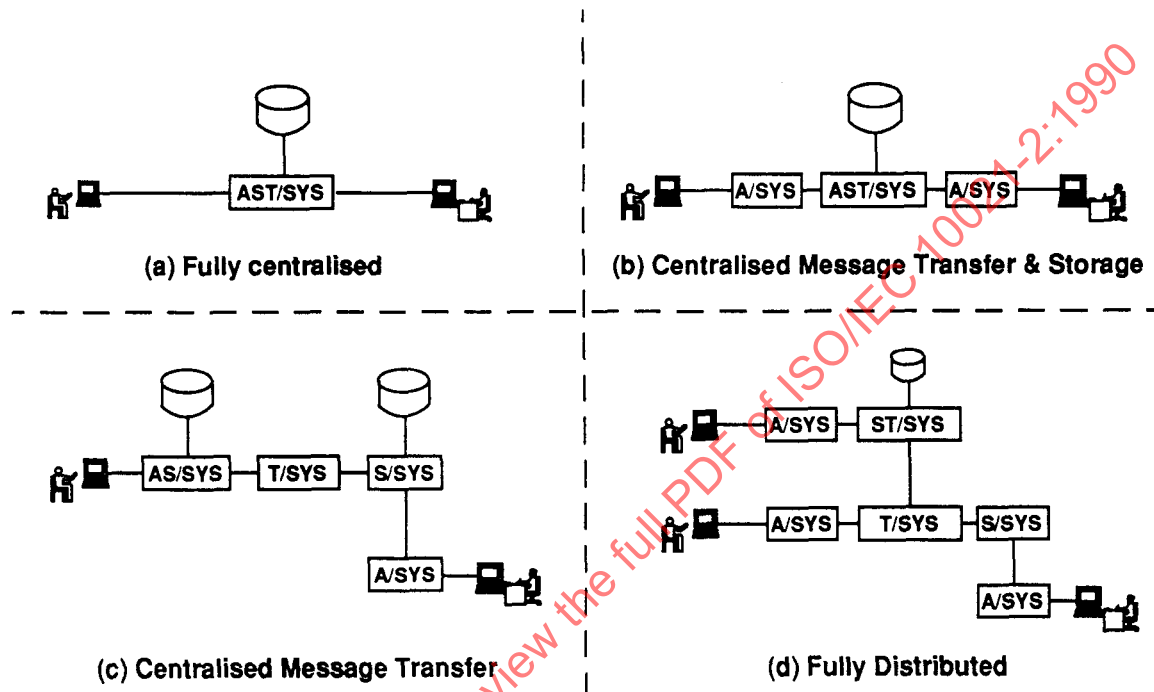 AST/SYS
(a) Fully centralised
A/SYS AST/SYS A/SYS
(b) Centralised Message Transfer & Storage
AS/SYS T/SYS S/SYS
A/SYS
(c) Centralised Message Transfer
A/SYS ST/SYS
A/SYS T/SYS S/SYS
A/SYS
(d) Fully Distributed
view the full PDF of ISO/IEC 10021-2:1990